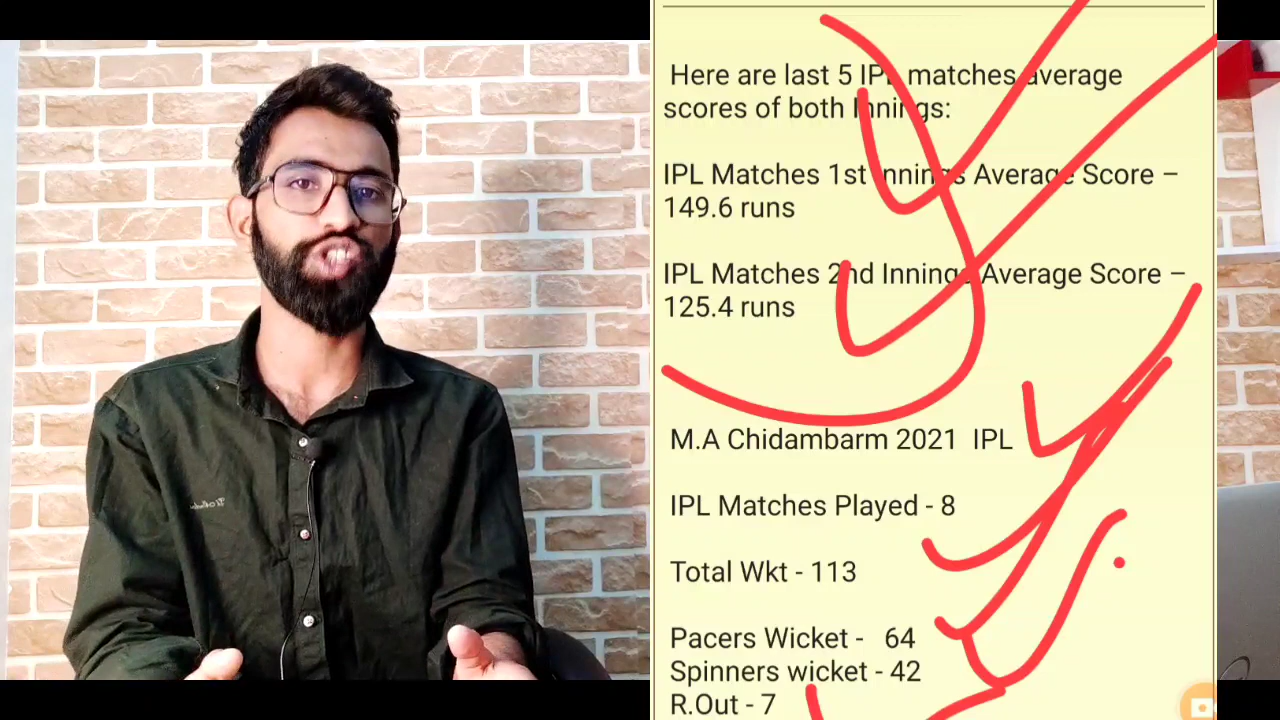 Here are last 5 IPL matches average
scores of both Innings:
IPL Matches 1st Innings Average Score –
149.6 runs
IPL Matches 2nd Innings Average Score –
125.4 runs
M.A Chidambarm 2021 IPL
IPL Matches Played - 8
Total Wkt - 113
Pacers Wicket - 64
Spinners wicket - 42
R.Out - 7